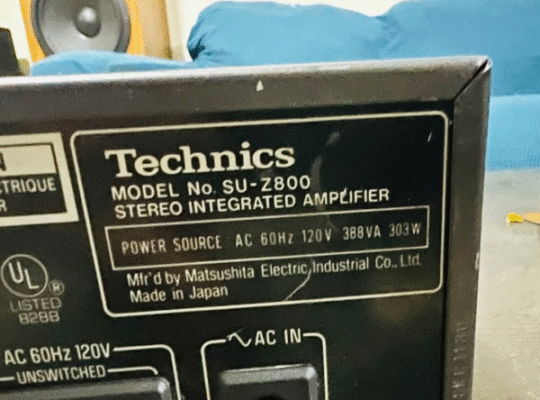 TRIQUE
R
Technics
MODEL No. SU-Z800
STEREO INTEGRATED AMPLIFIER
POWER SOURCE AC 60Hz 120V 388VA 303W
Mfr'd by Matsushita Electric Industrial Co., Ltd.
Made in Japan
UL ®
LISTED
828B
AC 60Hz 120V
UNSWITCHED
AC IN